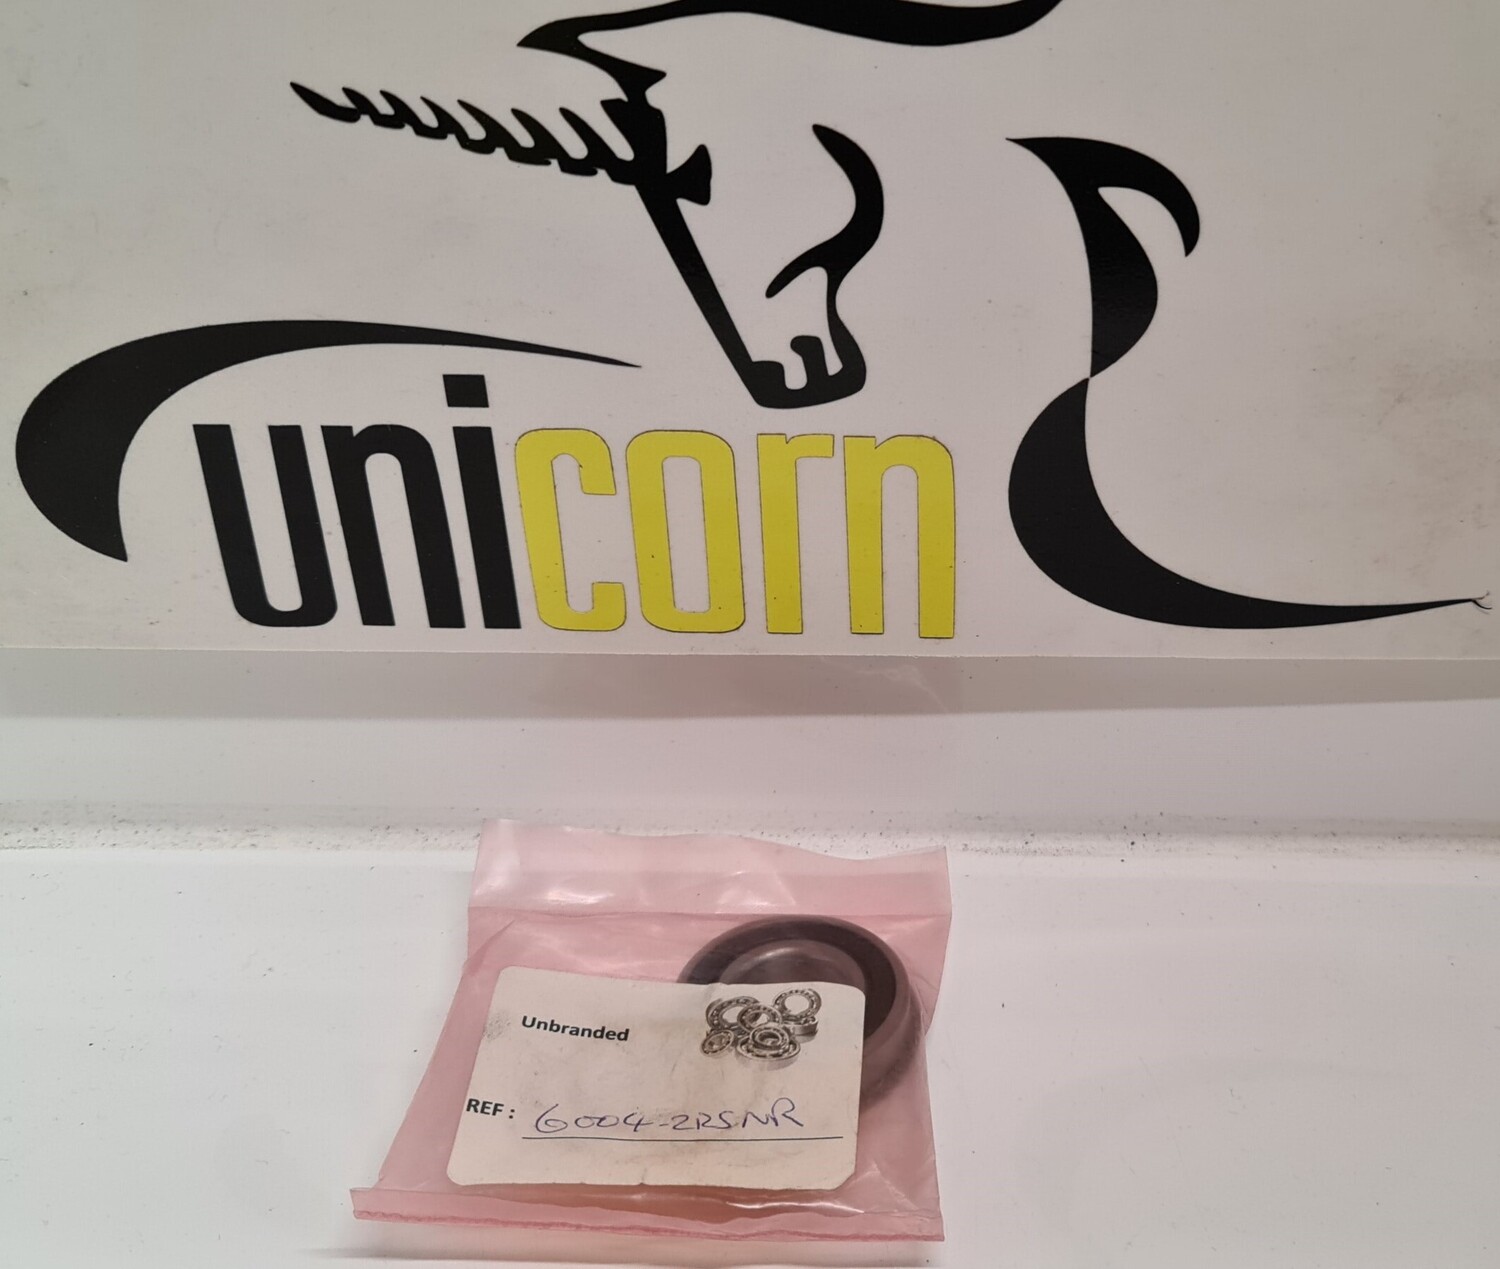 unicorn
Unbranded
REF : 6004-2RSNR